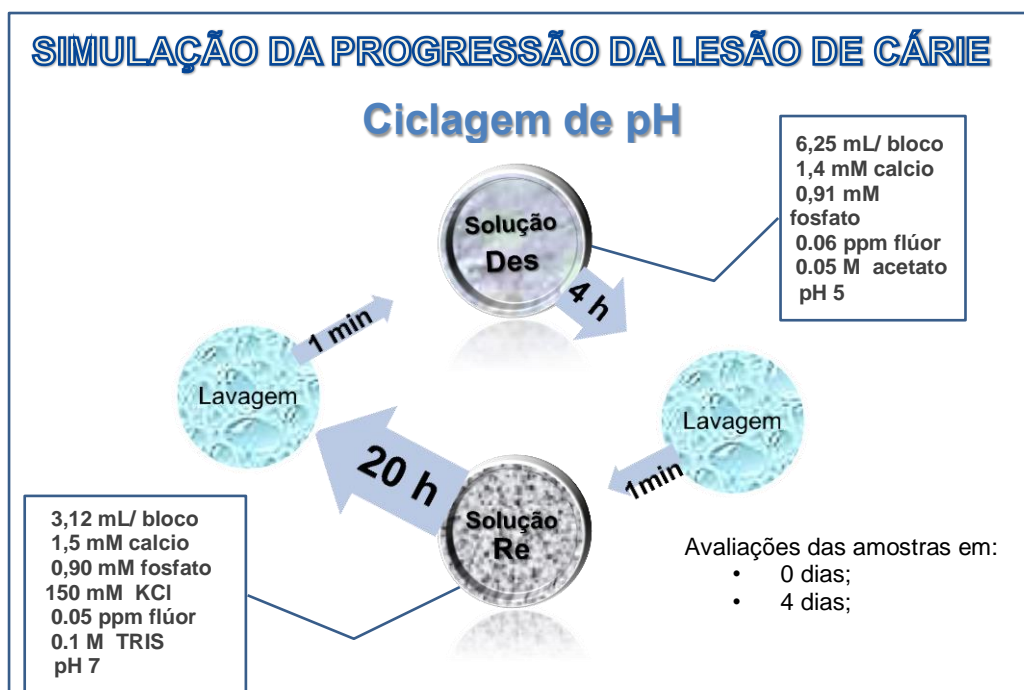 SIMULAÇÃO DA PROGRESSÃO DA LESÃO DE CÁRIE
Ciclagem de pH
6,25 mL/ bloco
1,4 mM calcio
0,91 mM
fosfato
0.06 ppm flúor
0.05 M acetato
pH 5
Solução
Des
4 h
1 min
Lavagem
Lavagem
1min
20 h
Solução
Re
3,12 mL/ bloco
1,5 mM calcio
0,90 mM fosfato
150 mM KCl
0.05 ppm flúor
0.1 M TRIS
pH 7
Avaliações das amostras em:
• 0 dias;
• 4 dias;